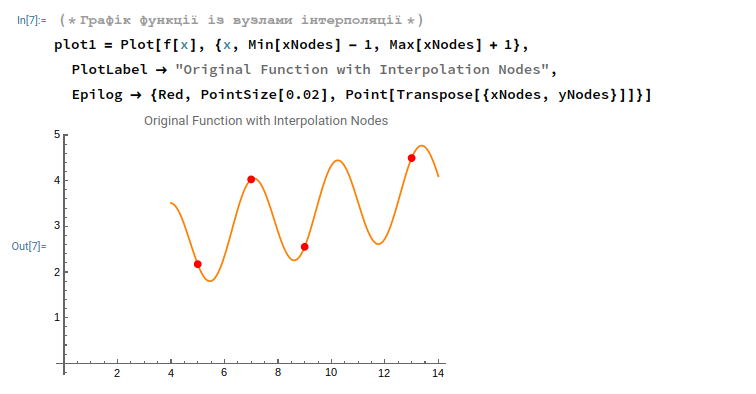 In[7]:= (*Графік функції із вузлами інтерполяції*)
plot1 = Plot[f[x], {x, Min[xNodes] - 1, Max[xNodes] + 1},
PlotLabel → "Original Function with Interpolation Nodes",
Epilog → {Red, PointSize[0.02], Point[Transpose[{xNodes, yNodes}]]}]
Original Function with Interpolation Nodes
5
4
3
Out[7]=
2
1
2 4 6 8 10 12 14